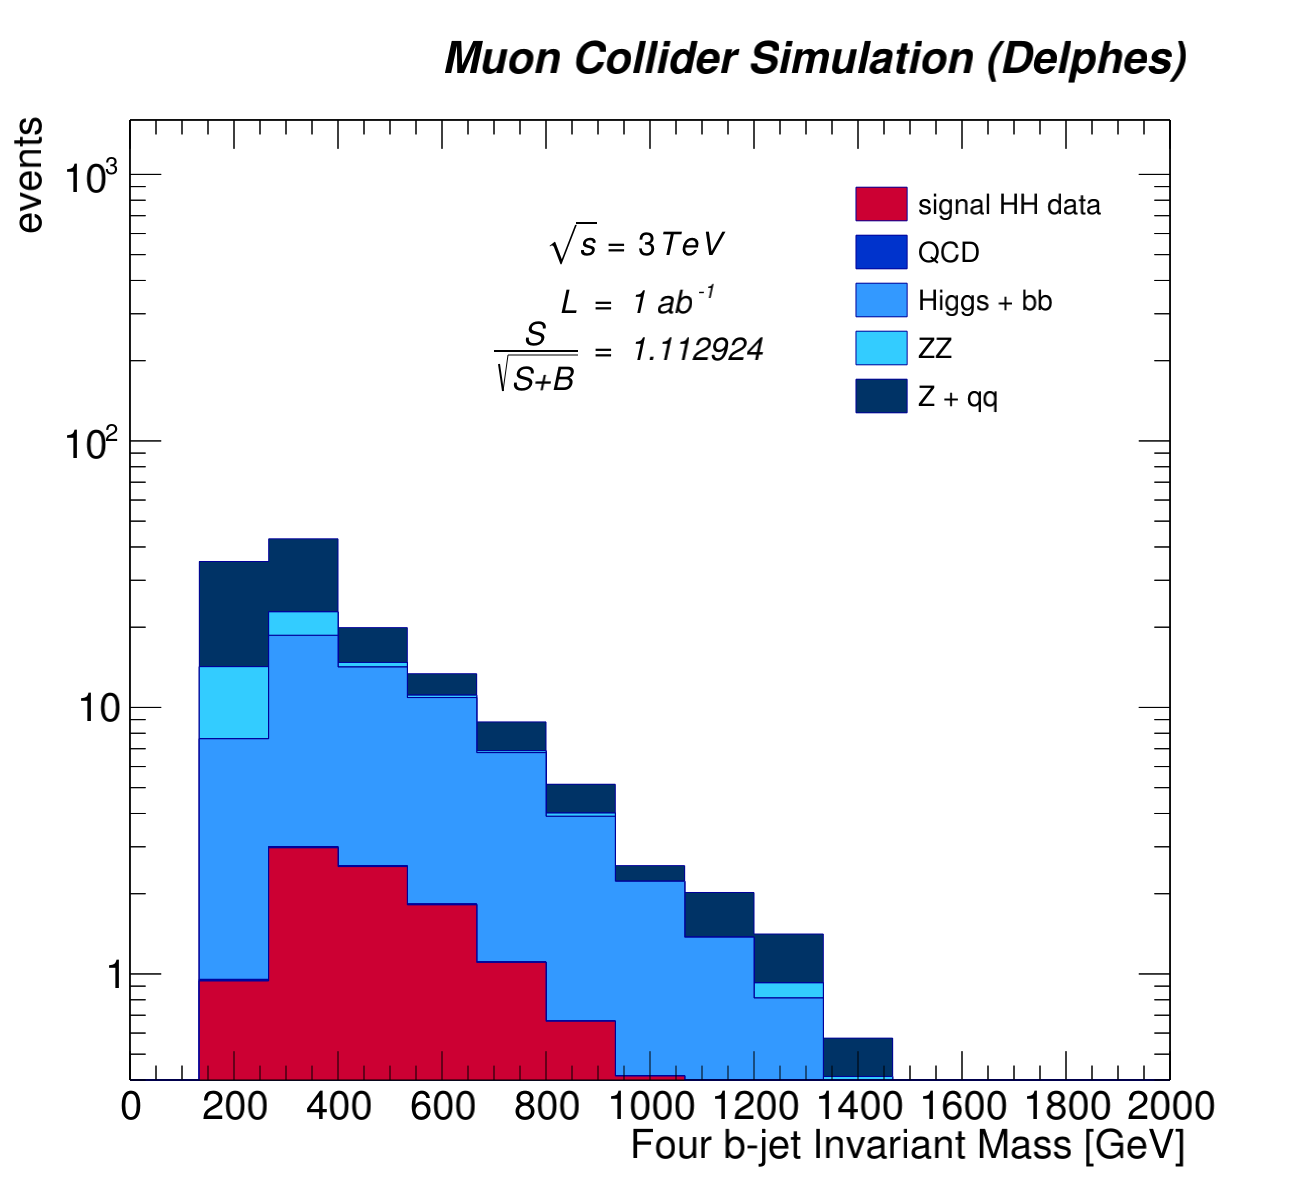 Muon Collider Simulation (Delphes)
events
10³
10²
10
1
√s = 3 TeV
L = 1 ab⁻¹
S
√S+B = 1.112924
signal HH data
QCD
Higgs + bb
ZZ
Z + qq
0 200 400 600 800 1000 1200 1400 1600 1800 2000
Four b-jet Invariant Mass [GeV]